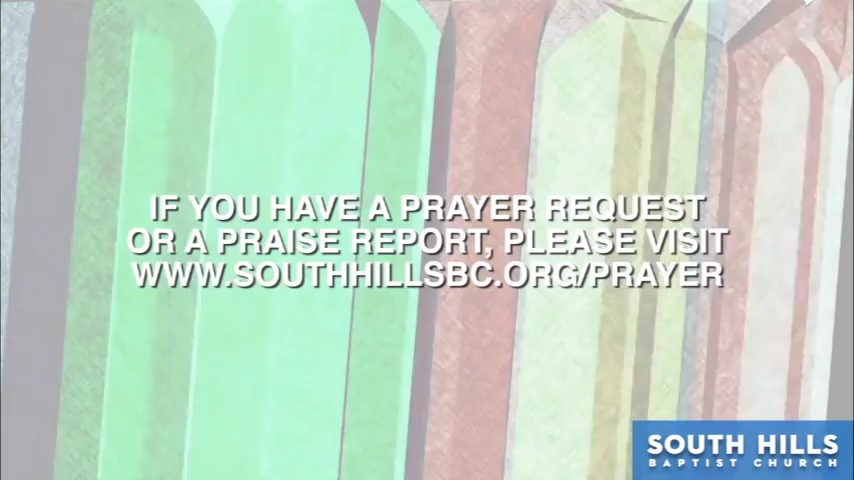 IF YOU HAVE A PRAYER REQUEST
OR A PRAISE REPORT, PLEASE VISIT
WWW.SOUTHHILLSBC.ORG/PRAYER
SOUTH HILLS
BAPTIST CHURCH